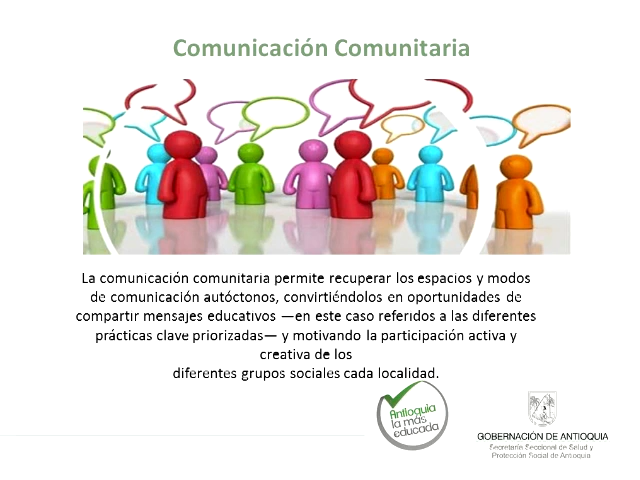 Comunicación Comunitaria
La comunicación comunitaria permite recuperar los espacios y modos
de comunicación autóctonos, convirtiéndolos en oportunidades de
compartir mensajes educativos —en este caso referidos a las diferentes
prácticas clave priorizadas— y motivando la participación activa y
creativa de los
diferentes grupos sociales cada localidad.
Antioquia
la más
educada
GOBERNACIÓN DE ANTIOQUIA
Secretaría Seccional de Salud y
Protección Social de Antioquia